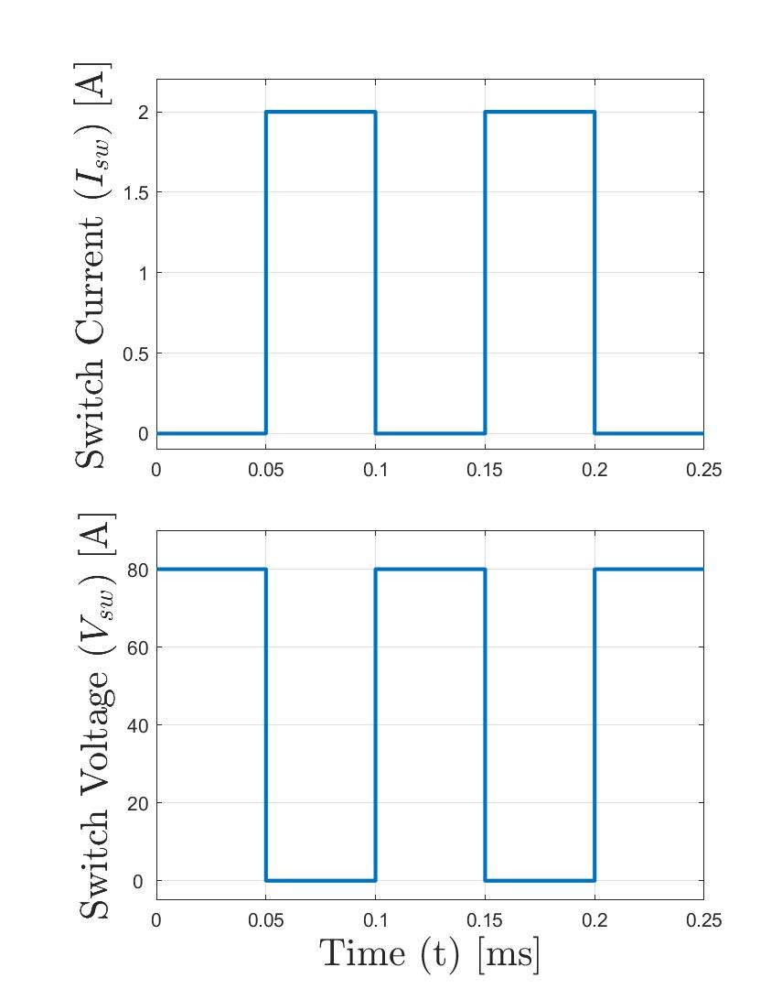 Switch Current (I_sw) [A]
2
1.5
1
0.5
0
0 0.05 0.1 0.15 0.2 0.25
Switch Voltage (V_sw) [A]
80
60
40
20
0
0 0.05 0.1 0.15 0.2 0.25
Time (t) [ms]